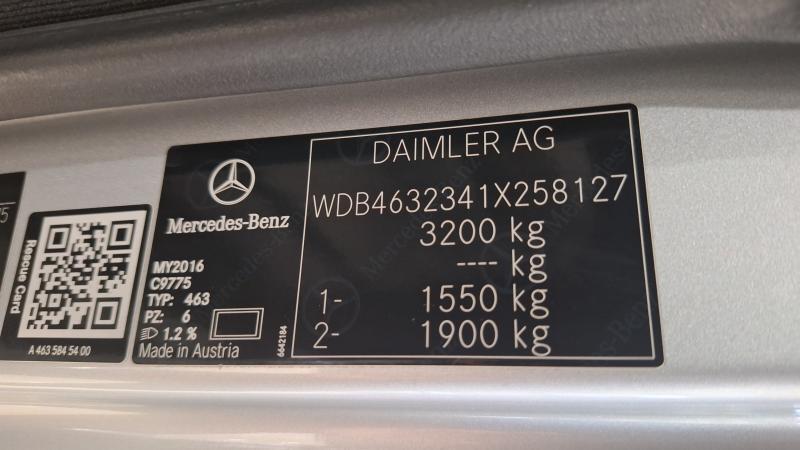 75
Rescue Card
A 463 584 54 00
Mercedes-Benz
MY2016
C9775
TYP: 463
PZ: 6
1.2 %
Made in Austria
6642184
DAIMLER AG
WDB4632341X258127
3200 kg
---- kg
1- 1550 kg
2- 1900 kg